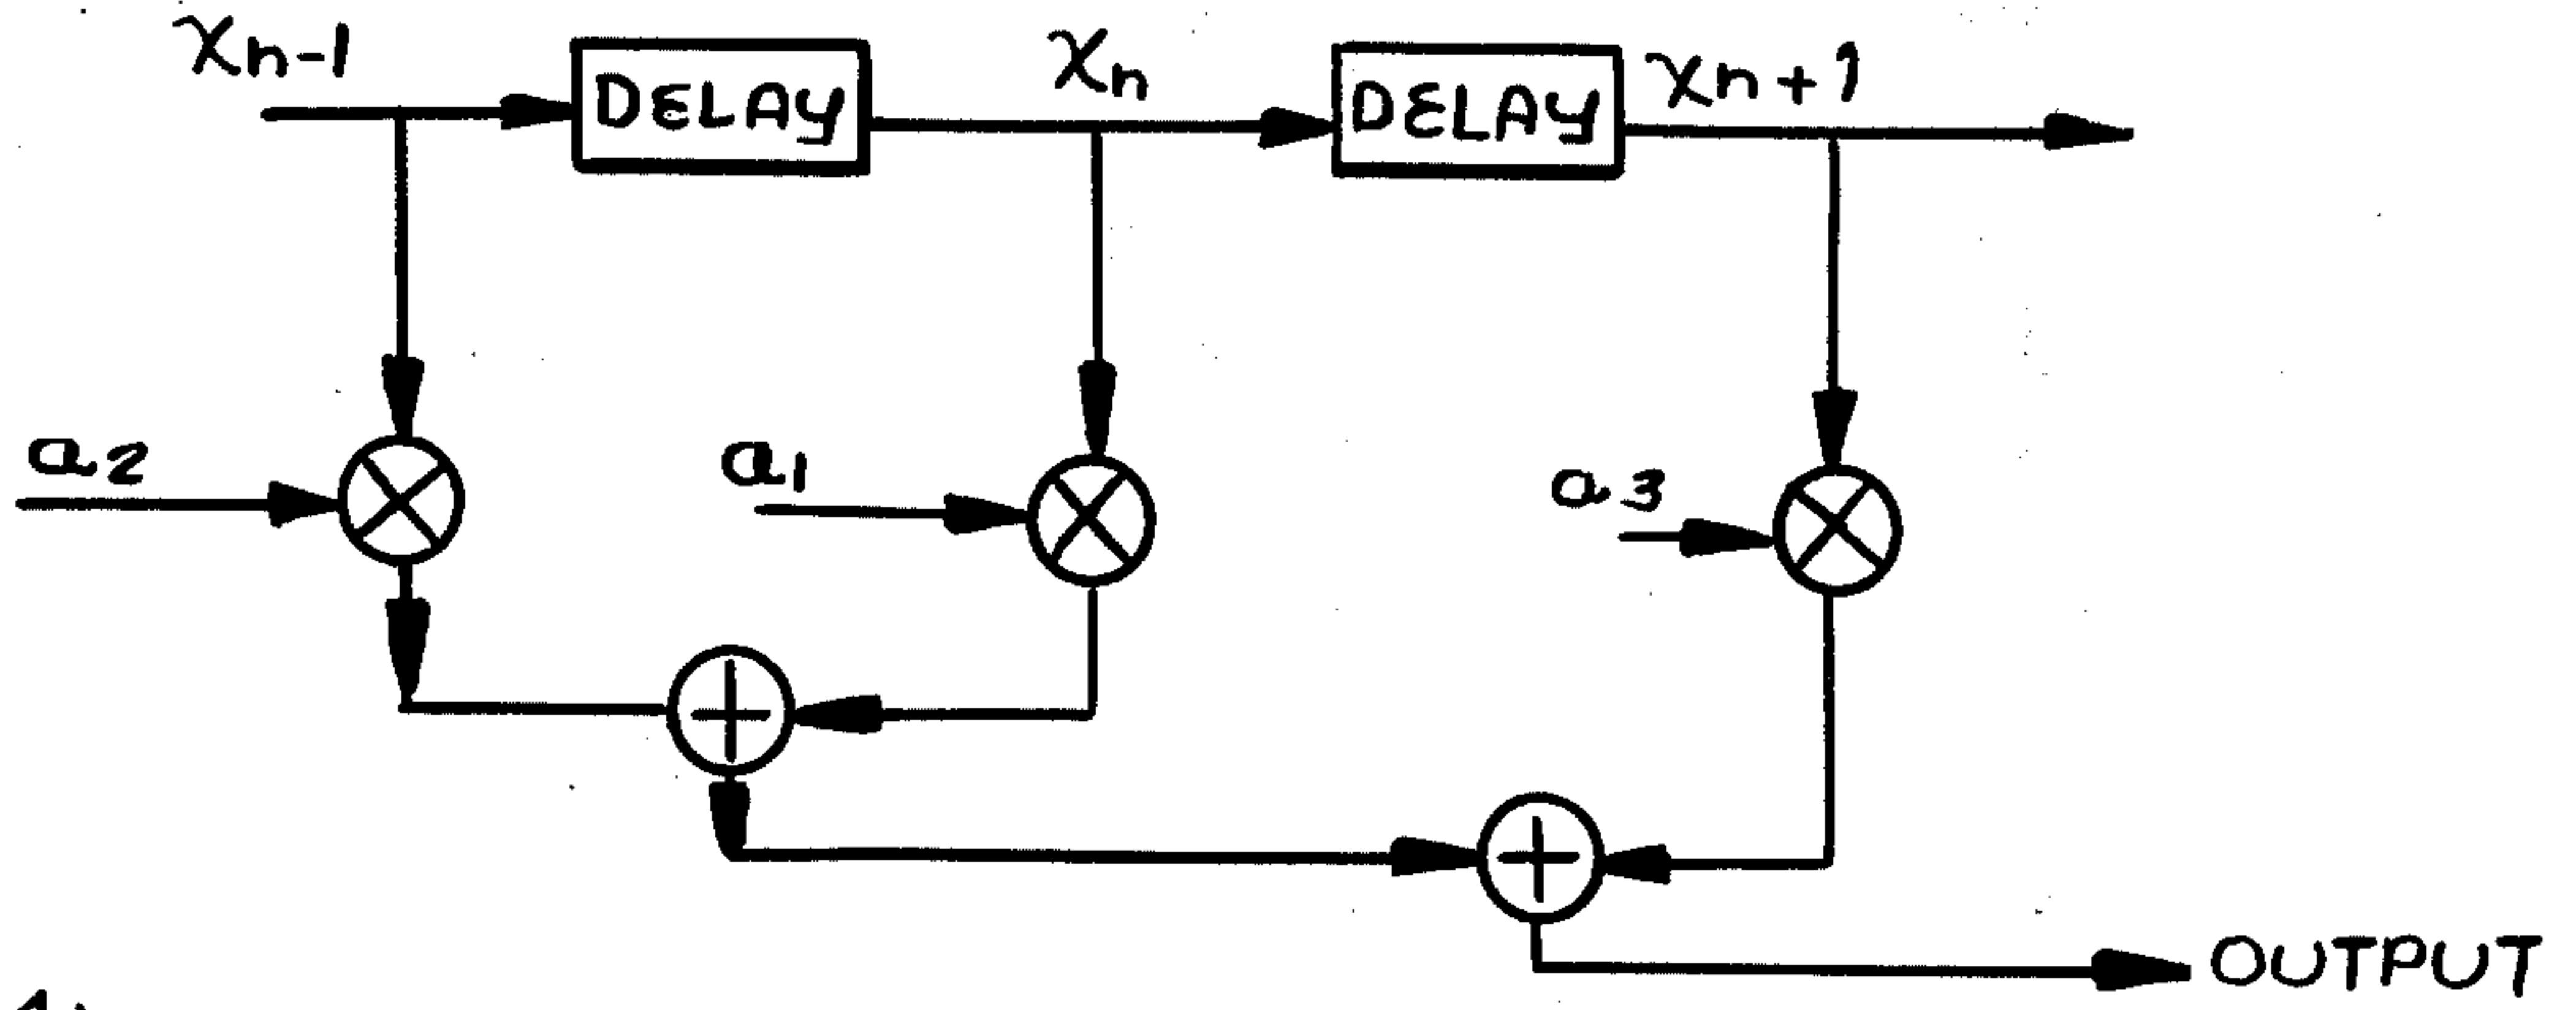 xn-1
DELAY
xn
DELAY
xn+1
a2
a1
a3
OUTPUT